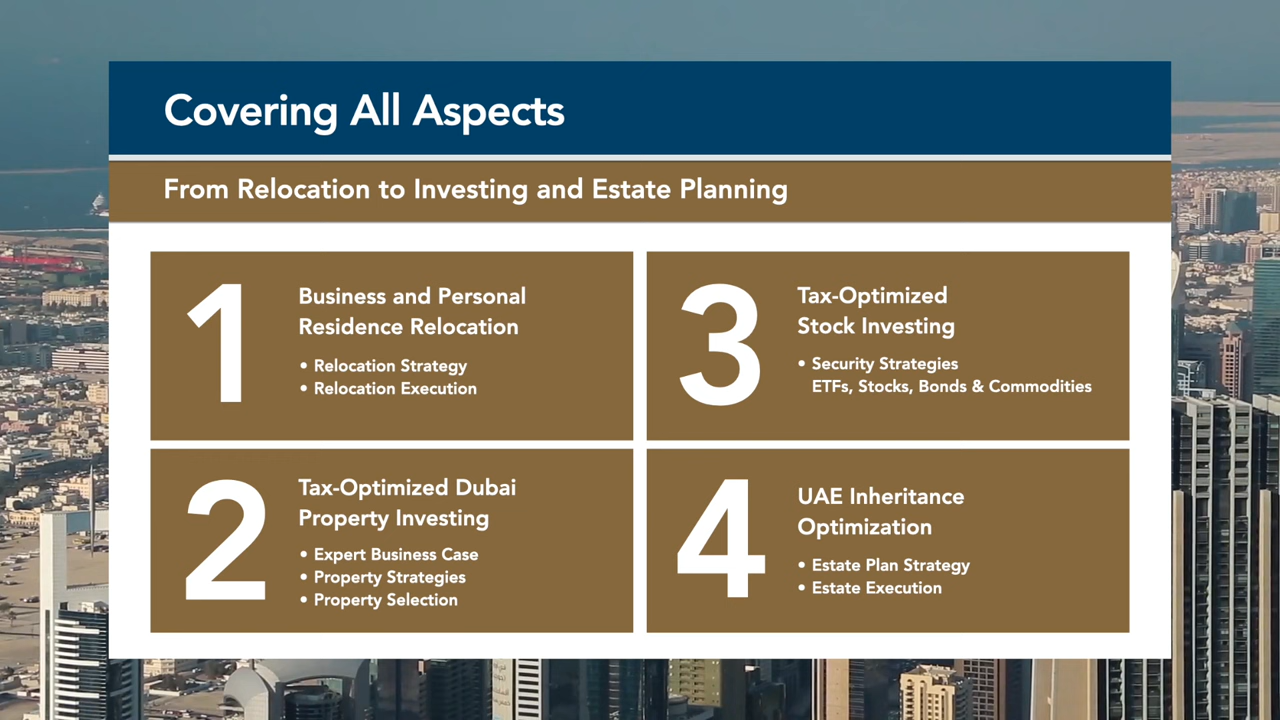 Covering All Aspects
From Relocation to Investing and Estate Planning
1
Business and Personal
Residence Relocation
• Relocation Strategy
• Relocation Execution
2
Tax-Optimized Dubai
Property Investing
• Expert Business Case
• Property Strategies
• Property Selection
3
Tax-Optimized
Stock Investing
• Security Strategies
ETFs, Stocks, Bonds & Commodities
4
UAE Inheritance
Optimization
• Estate Plan Strategy
• Estate Execution